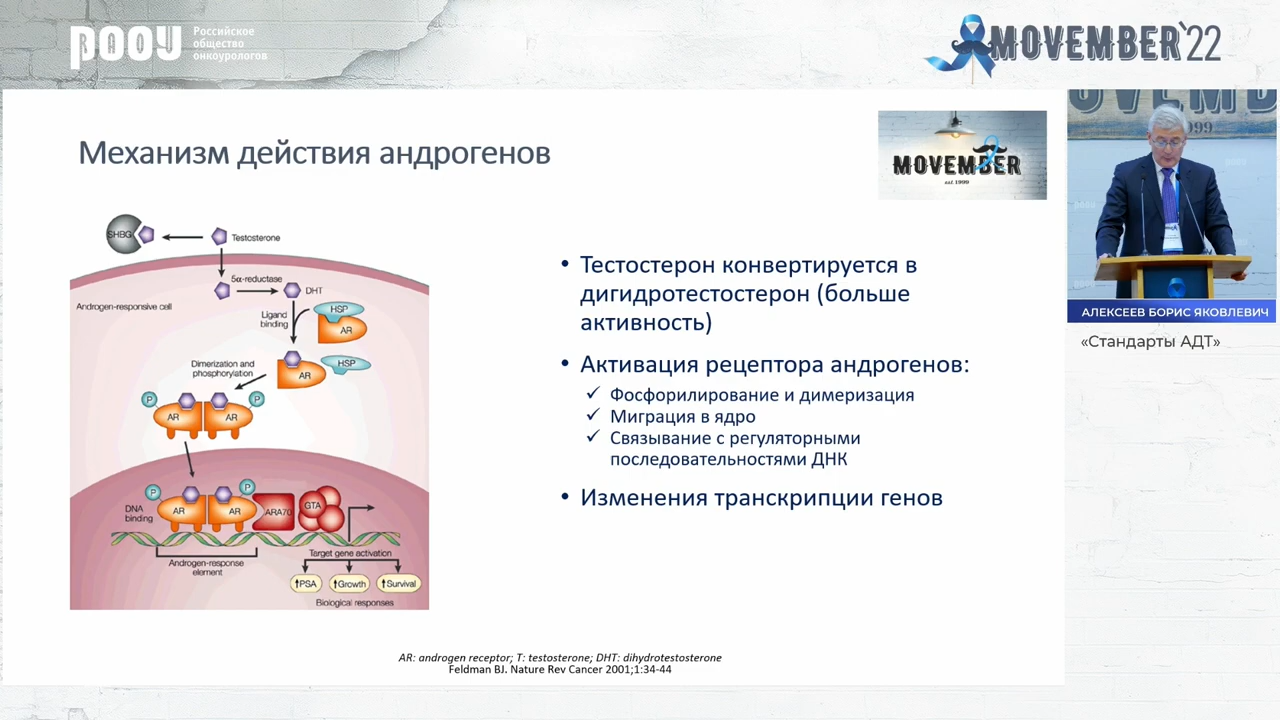 РООУ
Российское
общество
онкоурологов
MOVEMBER'22
Механизм действия андрогенов
MOVEMBER
est. 1999
SHBG
Testosterone
5α-reductase
DHT
Androgen-responsive cell
Ligand
binding
HSP
AR
Dimerization and
phosphorylation
AR
HSP
P
P
AR
AR
DNA
binding
P
P
AR
AR
ARA70
GTA
Target gene activation
Androgen-response
element
↑PSA
↑Growth
↑Survival
Biological responses
• Тестостерон конвертируется в
дигидротестостерон (больше
активность)
• Активация рецептора андрогенов:
✓ Фосфорилирование и димеризация
✓ Миграция в ядро
✓ Связывание с регуляторными
последовательностями ДНК
• Изменения транскрипции генов
AR: androgen receptor; T: testosterone; DHT: dihydrotestosterone
Feldman BJ. Nature Rev Cancer 2001;1:34-44
OVEMB
999
РООУ
АЛЕКСЕЕВ БОРИС ЯКОВЛЕВИЧ
«Стандарты АДТ»